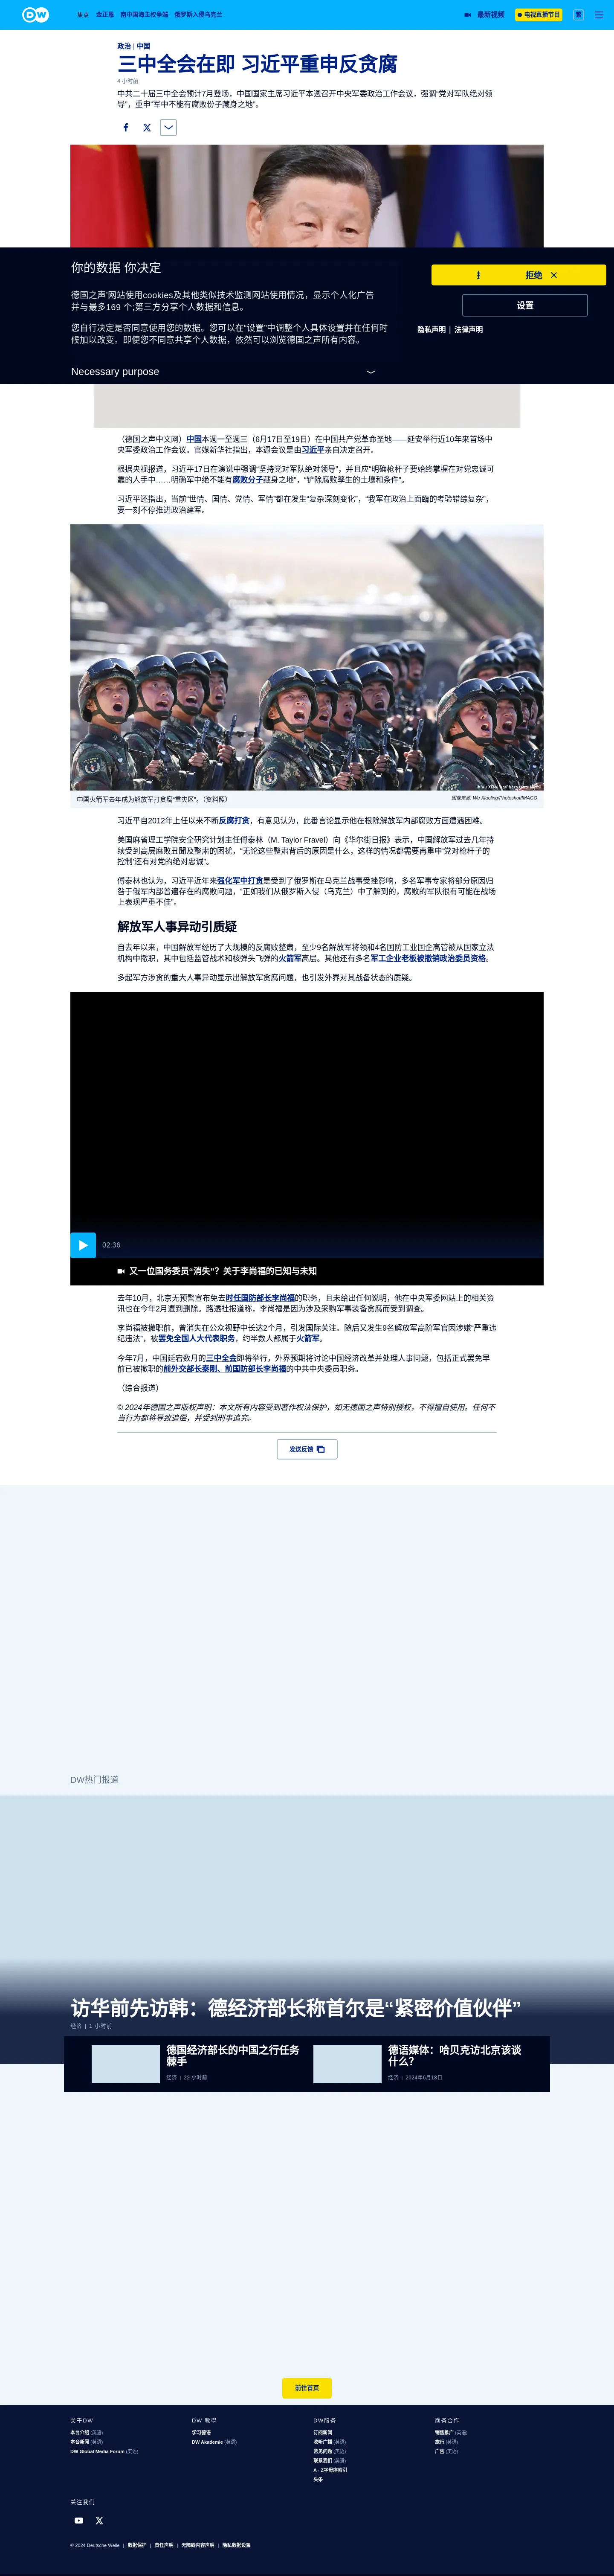 DW
焦点 金正恩 南中国海主权争端 俄罗斯入侵乌克兰
最新视频 电视直播节目 繁
政治 | 中国
三中全会在即 习近平重申反贪腐
4 小时前
中共二十届三中全会预计7月登场，中国国家主席习近平本週召开中央军委政治工作会议，强调“党对军队绝对领
导”，重申“军中不能有腐败份子藏身之地”。
你的数据 你决定
德国之声'网站使用cookies及其他类似技术监测网站使用情况，显示个人化广告
并与最多169 个;第三方分享个人数据和信息。
您自行决定是否同意使用您的数据。您可以在“设置”中调整个人具体设置并在任何时
候加以改变。即使您不同意共享个人数据，依然可以浏览德国之声所有内容。
Necessary purpose
拒绝
设置
隐私声明 | 法律声明
（德国之声中文网）中国本週一至週三（6月17日至19日）在中国共产党革命圣地——延安举行近10年来首场中
央军委政治工作会议。官媒新华社指出，本週会议是由习近平亲自决定召开。
根据央视报道，习近平17日在演说中强调“坚持党对军队绝对领导”，并且应“明确枪杆子要始终掌握在对党忠诚可
靠的人手中……明确军中绝不能有腐败分子藏身之地”，“铲除腐败孳生的土壤和条件”。
习近平还指出，当前“世情、国情、党情、军情”都在发生“复杂深刻变化”，“我军在政治上面临的考验错综复杂”，
要一刻不停推进政治建军。
中国火箭军去年成为解放军打贪腐“重灾区”。（资料照）
图像来源: Wu Xiaoling/Photoshot/IMAGO
习近平自2012年上任以来不断反腐打贪，有意见认为，此番言论显示他在根除解放军内部腐败方面遭遇困难。
美国麻省理工学院安全研究计划主任傅泰林（M. Taylor Fravel）向《华尔街日报》表示，中国解放军过去几年持
续受到高层腐败丑闻及整肃的困扰，“无论这些整肃背后的原因是什么，这样的情况都需要再重申‘党对枪杆子的
控制’还有对党的绝对忠诚”。
傅泰林也认为，习近平近年来强化军中打贪是受到了俄罗斯在乌克兰战事受挫影响，多名军事专家将部分原因归
咎于俄军内部普遍存在的腐败问题，“正如我们从俄罗斯入侵（乌克兰）中了解到的，腐败的军队很有可能在战场
上表现严重不佳”。
解放军人事异动引质疑
自去年以来，中国解放军经历了大规模的反腐败整肃，至少9名解放军将领和4名国防工业国企高管被从国家立法
机构中撤职，其中包括监管战术和核弹头飞弹的火箭军高层。其他还有多名军工企业老板被撤销政治委员资格。
多起军方涉贪的重大人事异动显示出解放军贪腐问题，也引发外界对其战备状态的质疑。
02:36
又一位国务委员“消失”？关于李尚福的已知与未知
去年10月，北京无预警宣布免去时任国防部长李尚福的职务，且未给出任何说明，他在中央军委网站上的相关资
讯也在今年2月遭到删除。路透社报道称，李尚福是因为涉及采购军事装备贪腐而受到调查。
李尚福被撤职前，曾消失在公众视野中长达2个月，引发国际关注。随后又发生9名解放军高阶军官因涉嫌“严重违
纪违法”，被罢免全国人大代表职务，约半数人都属于火箭军。
今年7月，中国延宕数月的三中全会即将举行，外界预期将讨论中国经济改革并处理人事问题，包括正式罢免早
前已被撤职的前外交部长秦刚、前国防部长李尚福的中共中央委员职务。
（综合报道）
© 2024年德国之声版权声明：本文所有内容受到著作权法保护，如无德国之声特别授权，不得擅自使用。任何不
当行为都将导致追偿，并受到刑事追究。
发送反馈
DW热门报道
访华前先访韩：德经济部长称首尔是“紧密价值伙伴”
经济 | 1 小时前
德国经济部长的中国之行任务
棘手
经济 | 22 小时前
德语媒体：哈贝克访北京该谈
什么？
经济 | 2024年6月18日
前往首页
关于DW
本台介绍 (英语)
本台新闻 (英语)
DW Global Media Forum (英语)
DW 教學
学习德语
DW Akademie (英语)
DW服务
订阅新闻
收听广播 (英语)
常见问题 (英语)
联系我们 (英语)
A - Z字母序索引
头条
商务合作
销售推广 (英语)
旅行 (英语)
广告 (英语)
关注我们
© 2024 Deutsche Welle | 数据保护 | 责任声明 | 无障碍内容声明 | 隐私数据设置